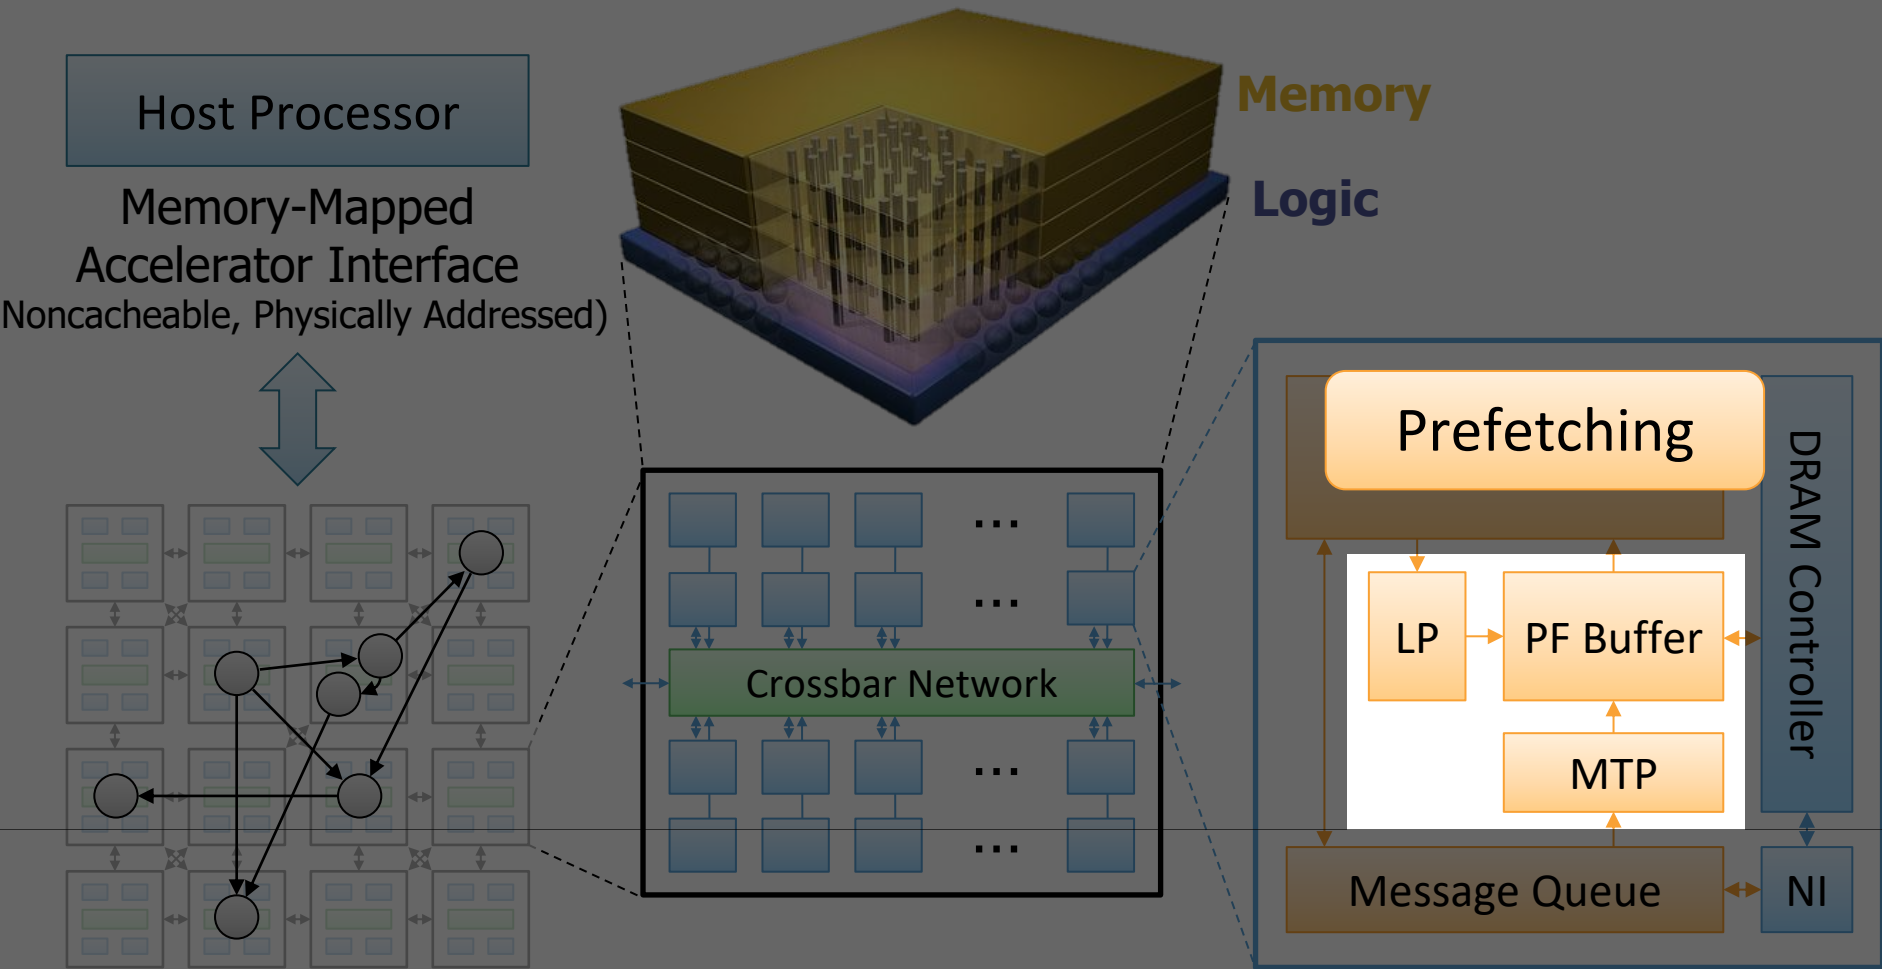 Host Processor
Memory-Mapped
Accelerator Interface
Noncacheable, Physically Addressed)
Memory
Logic
...
...
Crossbar Network
...
...
Prefetching
LP
PF Buffer
MTP
Message Queue
DRAM Controller
NI